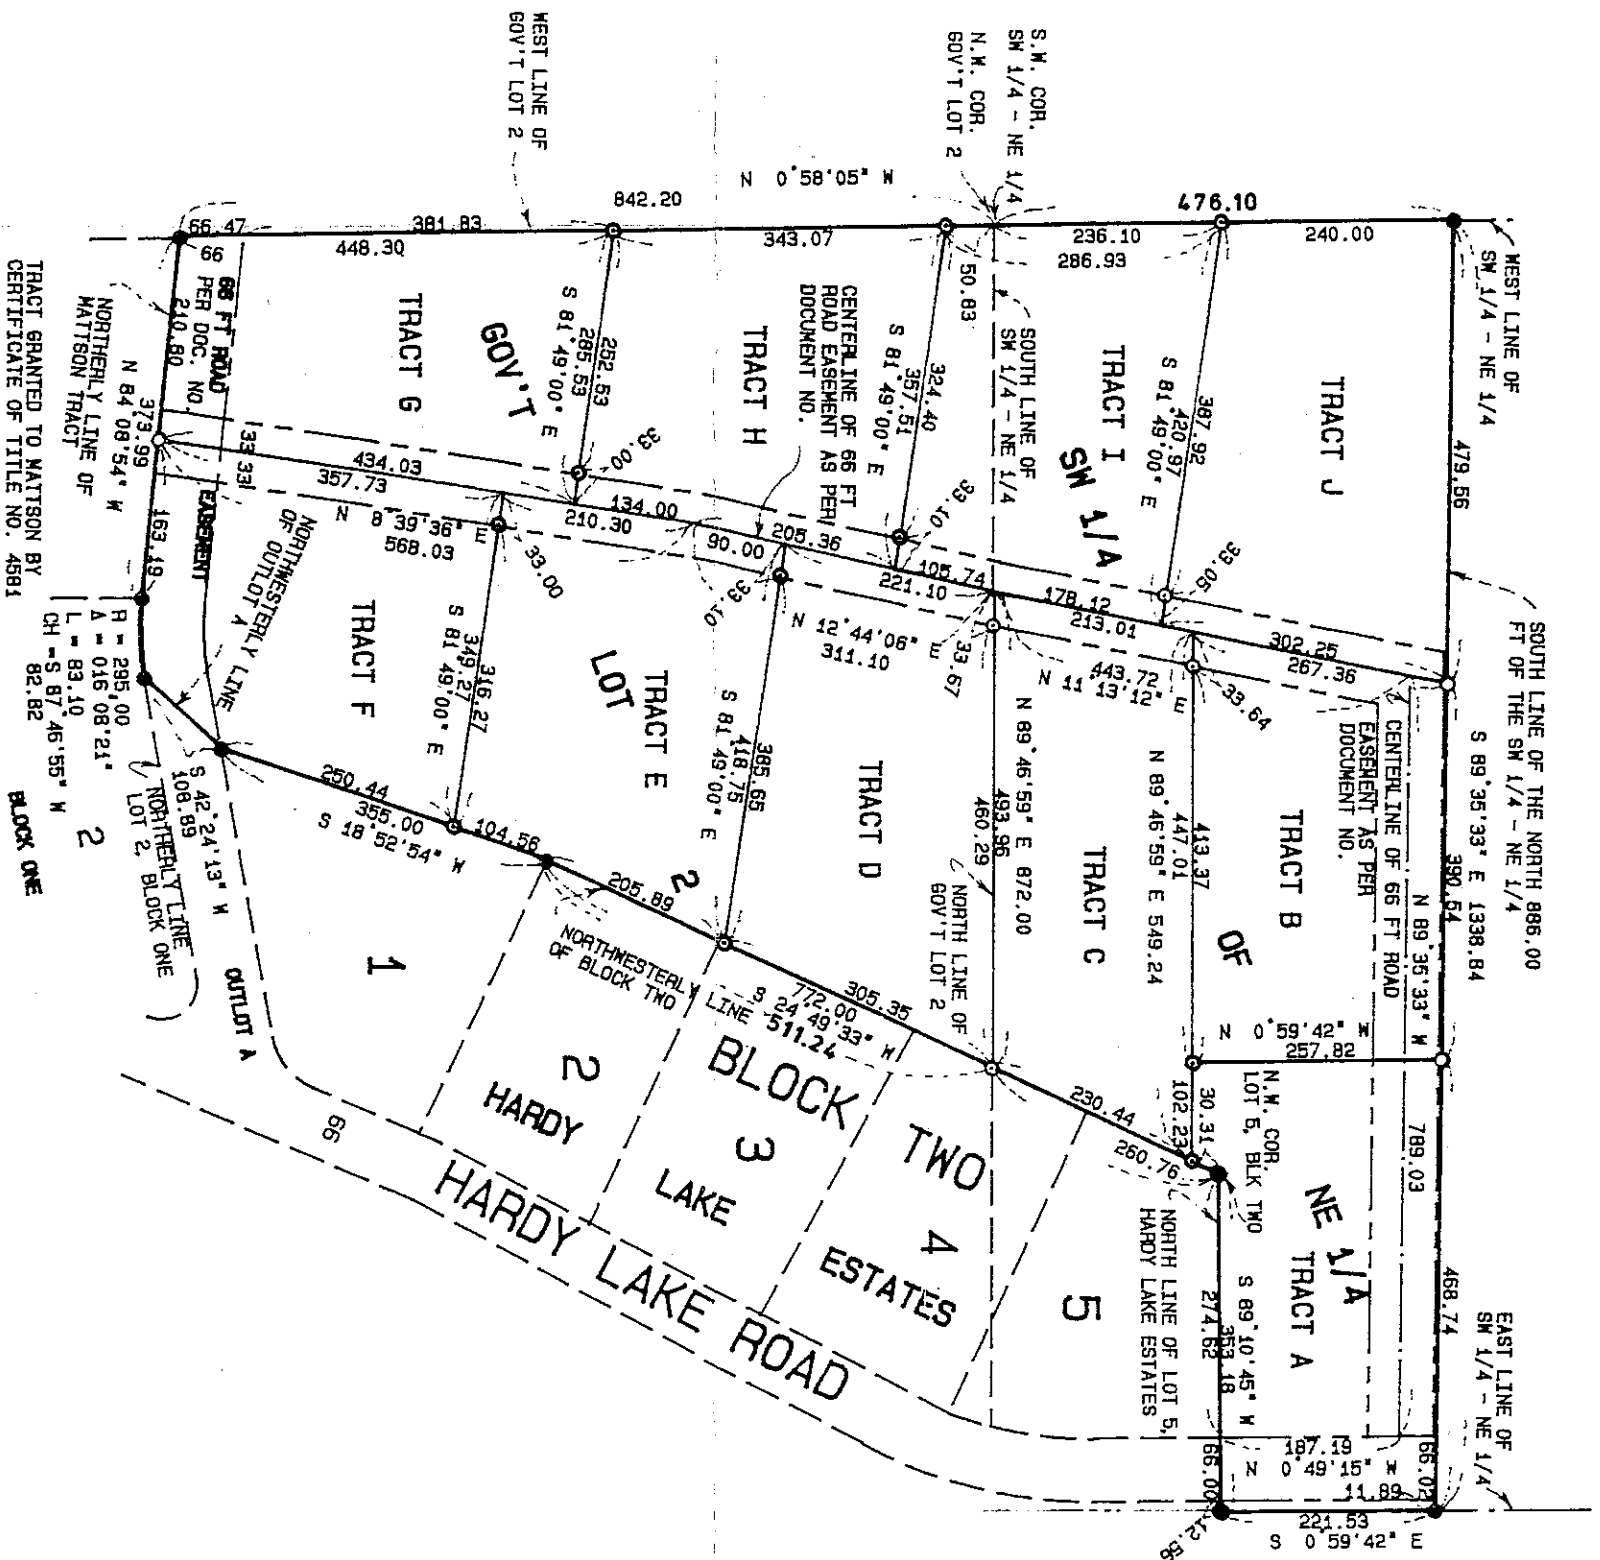 WEST LINE OF
GOV'T LOT 2
S.W. COR.
SW 1/4 - NE 1/4
N.W. COR.
GOV'T LOT 2
WEST LINE OF
SW 1/4 - NE 1/4
N 0°58'05" W
842.20
476.10
66.47
66
381.83
448.30
343.07
50.83
236.10
286.93
240.00
SOUTH LINE OF THE NORTH 886.00
FT OF THE SW 1/4 - NE 1/4
479.56
S 89°35'33" E 1338.84
390.54
N 89°35'33" W
789.03
468.74
EAST LINE OF
SW 1/4 - NE 1/4
TRACT J
387.92
420.97
S 81°49'00" E
33.05
TRACT I
SOUTH LINE OF
SW 1/4 - NE 1/4
SW 1/A
324.40
357.51
S 81°49'00" E
33.10
CENTERLINE OF 66 FT
ROAD EASEMENT AS PER
DOCUMENT NO.
TRACT H
252.53
285.53
S 81°49'00" E
33.00
GOV'T
TRACT G
66 FT ROAD
PER DOC. NO.
EASEMENT
210.80
373.99
N 84°08'54" W
163.19
NORTHERLY LINE OF
MATTSON TRACT
TRACT GRANTED TO MATTSON BY
CERTIFICATE OF TITLE NO. 4581
33
33
434.03
357.73
N 8°39'36" E
568.03
134.00
210.30
90.00
205.36
105.74
221.10
N 12°44'06" E
311.10
178.12
213.01
443.72
N 11°13'12" E
302.25
267.36
33.00
33.10
33.67
33.64
CENTERLINE OF 66 FT ROAD
EASEMENT AS PER
DOCUMENT NO.
TRACT B
OF
413.37
447.01
N 89°46'59" E 549.24
TRACT C
N 89°46'59" E 872.00
493.96
460.29
NORTH LINE OF
GOV'T LOT 2
TRACT D
385.65
418.75
S 81°49'00" E
TRACT E
LOT
2
316.27
349.27
S 81°49'00" E
TRACT F
NORTHWESTERLY LINE
OF OUTLOT A
R = 295.00
Δ = 016°08'21"
L = 83.10
CH = S 87°46'55" W
82.82
S 42°24'13" W
108.89
NORTHERLY LINE
LOT 2, BLOCK ONE
2
BLOCK ONE
OUTLOT A
250.44
355.00
S 18°52'54" W
104.56
205.89
NORTHWESTERLY LINE
OF BLOCK TWO
305.35
772.00
S 24°49'33" W
511.24
230.44
260.76
30.31
102.23
N 0°59'42" W
257.82
N.W. COR.
LOT 5, BLK TWO
NE 1/A
TRACT A
S 89°10'45" W
353.18
274.62
NORTH LINE OF LOT 5,
HARDY LAKE ESTATES
187.19
N 0°49'15" W
66.02
66.00
11.89
12.56
221.53
S 0°59'42" E
BLOCK TWO
1
2
3
4
5
HARDY
LAKE
ESTATES
66
HARDY LAKE ROAD